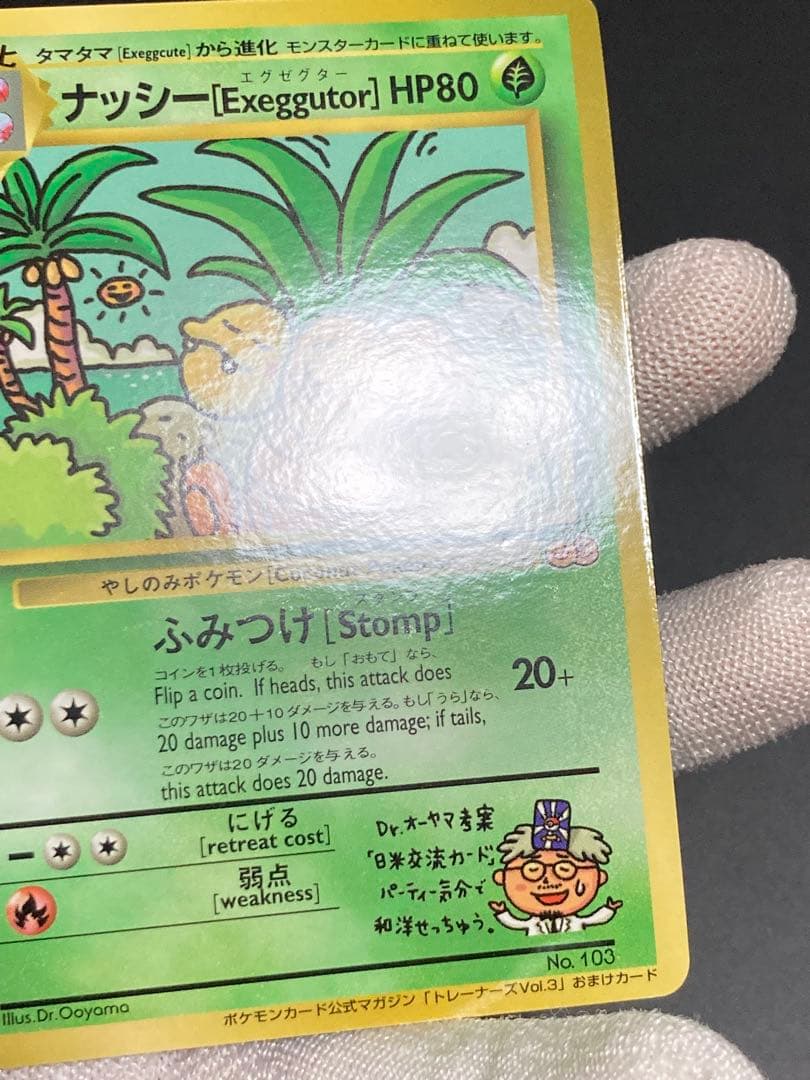 タマタマ[Exeggcute]から進化 モンスターカードに重ねて使います。
エグゼグター
ナッシー[Exeggutor] HP80
やしのみポケモン[Coconut
スタンプ
ふみつけ[Stomp]
コインを1枚投げる。 もし「おもて」なら、
Flip a coin. If heads, this attack does
20+
このワザは20+10ダメージを与える。もし「うら」なら、
20 damage plus 10 more damage; if tails,
このワザは20ダメージを与える。
this attack does 20 damage.
にげる
[retreat cost]
弱点
[weakness]
Dr.オーヤマ考案
「日米交流カード」
パーティー気分で
和洋せっちゅう。
No. 103
Illus.Dr.Ooyama
ポケモンカード公式マガジン「トレーナーズVol.3」おまけカード